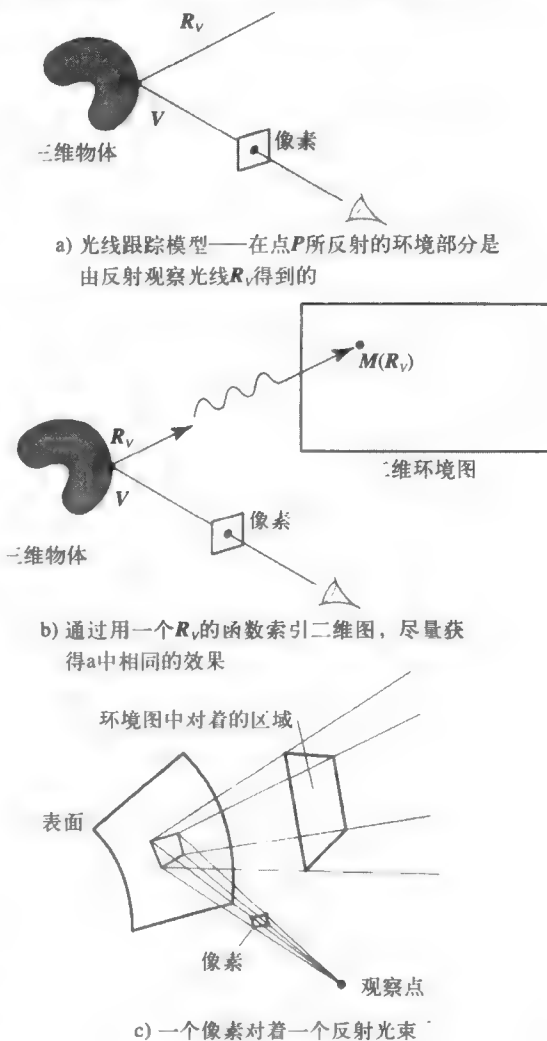 R_V
V
像素
三维物体
a) 光线跟踪模型——在点P所反射的环境部分是
由反射观察光线R_V得到的
M(R_V)
R_V
二维环境图
V
像素
三维物体
b) 通过用一个R_V的函数索引二维图，尽量获
得a中相同的效果
环境图中对着的区域
表面
像素
观察点
c) 一个像素对着一个反射光束